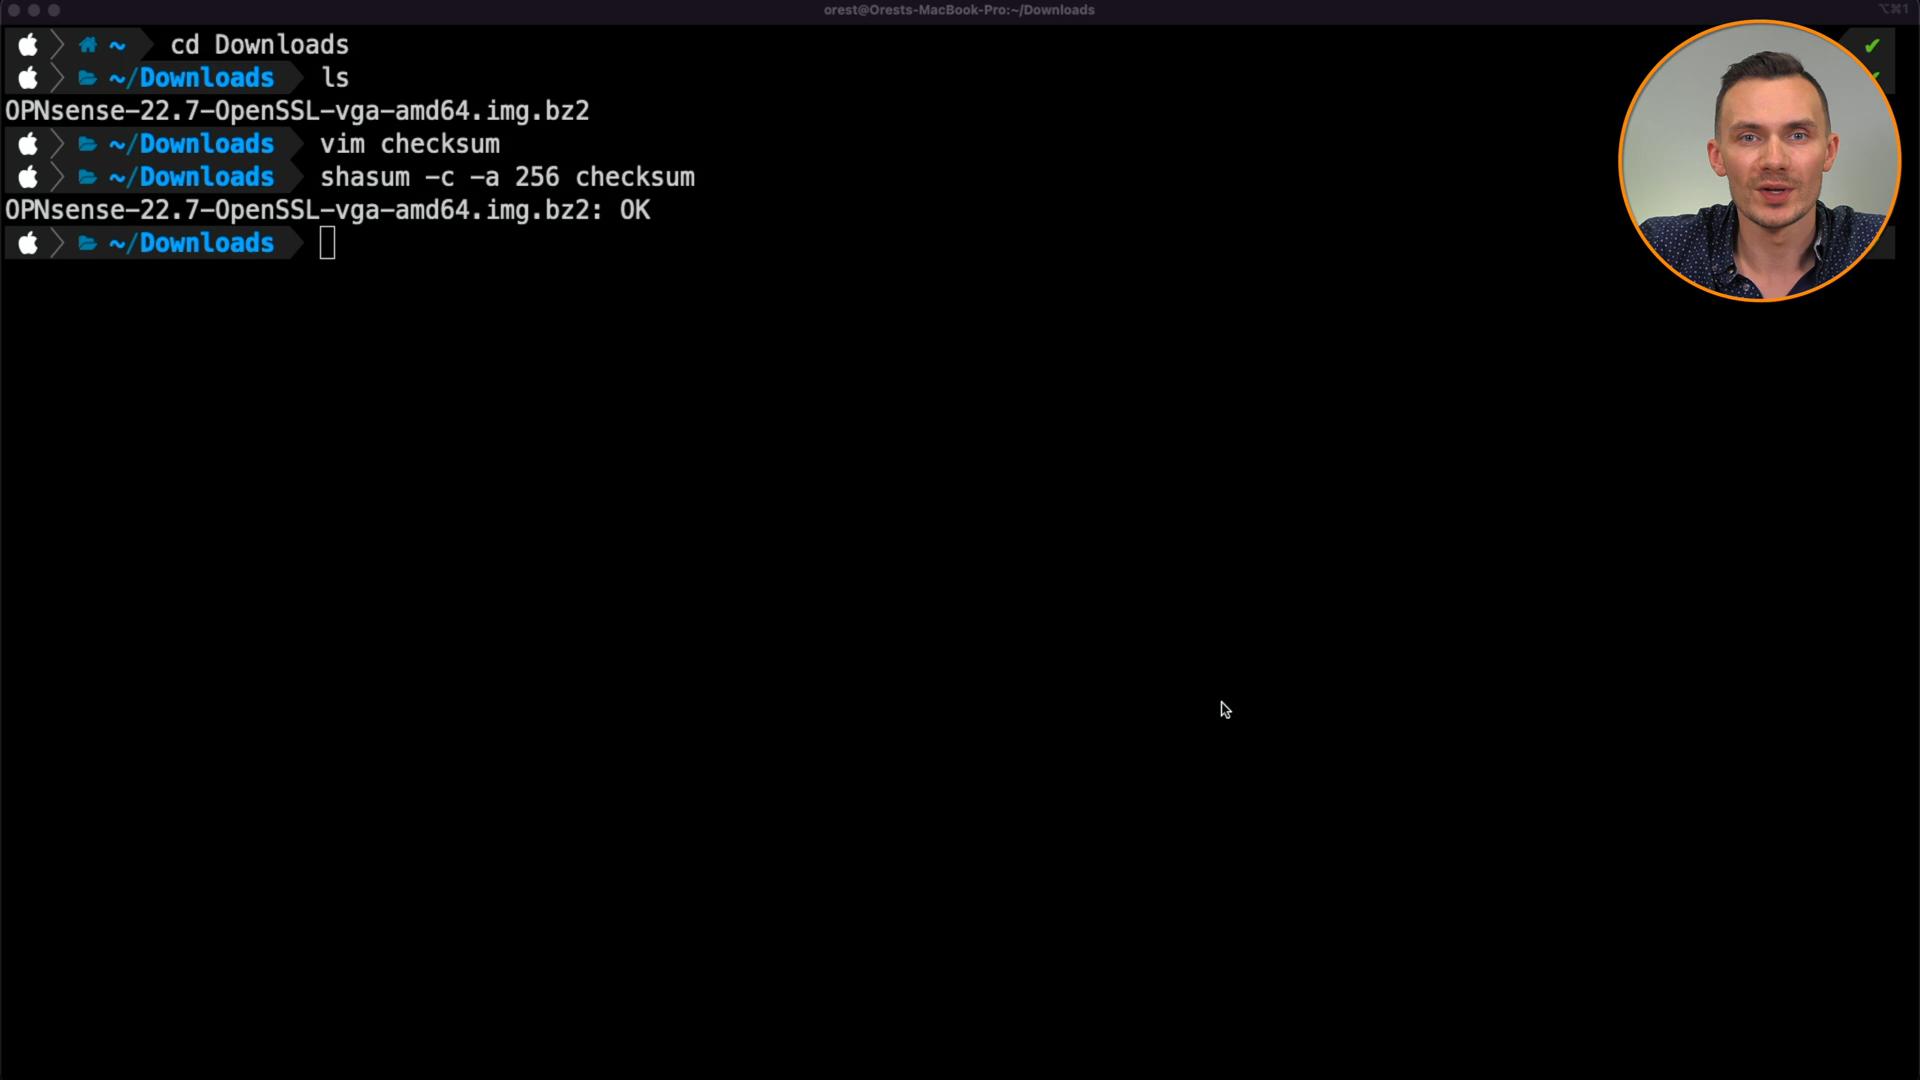 orest@Orests-MacBook-Pro:~/Downloads
⌥⌘1
~ cd Downloads
~/Downloads ls
OPNsense-22.7-OpenSSL-vga-amd64.img.bz2
~/Downloads vim checksum
~/Downloads shasum -c -a 256 checksum
OPNsense-22.7-OpenSSL-vga-amd64.img.bz2: OK
~/Downloads